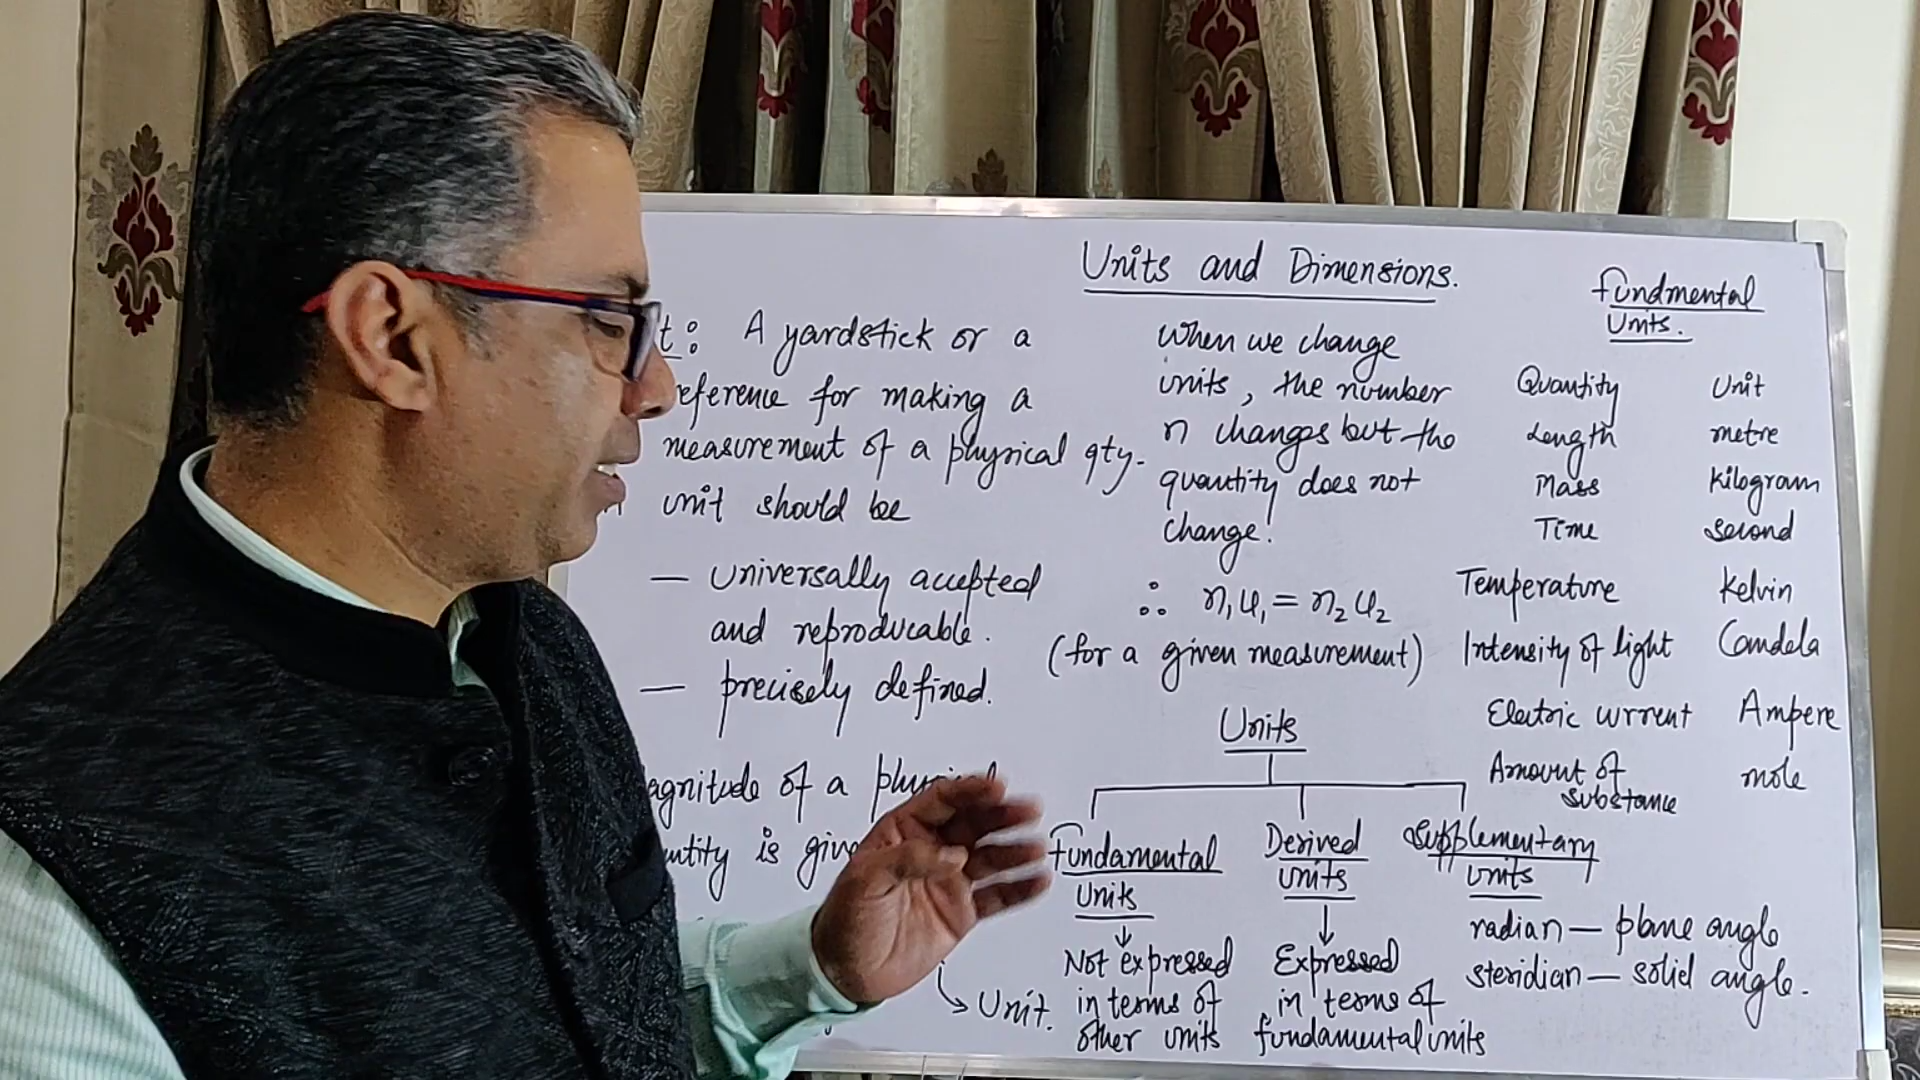 Units and Dimensions.
t: A yardstick or a
reference for making a
measurement of a physical qty.
unit should be
— universally accepted
and reproducable.
— precisely defined.
agnitude of a physical
ntity is give
Unit.
When we change
units, the number
n changes but the
quantity does not
change!
∴ n₁u₁ = n₂u₂
(for a given measurement)
Units
Fundamental
Units
Not expressed
in terms of
other units
Derived
units
Expressed
in terms of
fundamental units
Supplementary
units
radian — plane angle
steridian — solid angle.
Fundmental
Units.
Quantity Unit
Length metre
Mass Kilogram
Time Second
Temperature Kelvin
Intensity of light Candela
Electric current Ampere
Amount of mole
substance